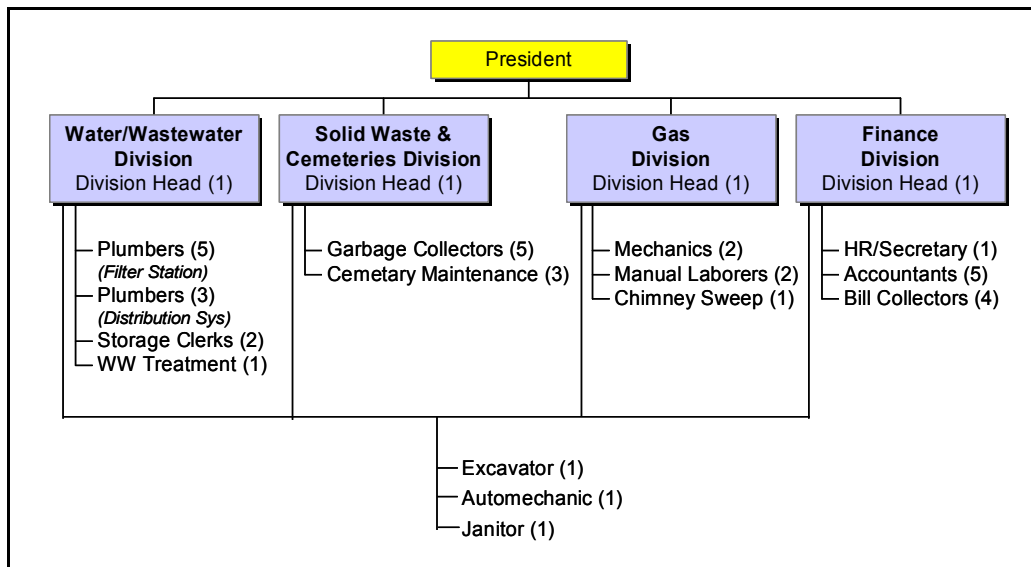 President
Water/Wastewater
Division
Division Head (1)
Solid Waste &
Cemeteries Division
Division Head (1)
Gas
Division
Division Head (1)
Finance
Division
Division Head (1)
Plumbers (5)
(Filter Station)
Plumbers (3)
(Distribution Sys)
Storage Clerks (2)
WW Treatment (1)
Garbage Collectors (5)
Cemetary Maintenance (3)
Mechanics (2)
Manual Laborers (2)
Chimney Sweep (1)
HR/Secretary (1)
Accountants (5)
Bill Collectors (4)
Excavator (1)
Automechanic (1)
Janitor (1)